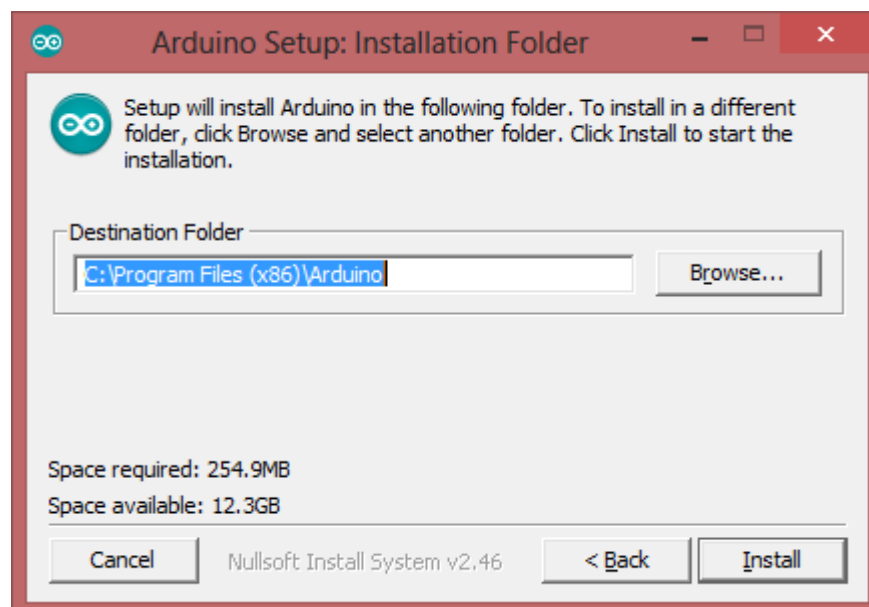 Arduino Setup: Installation Folder
Setup will install Arduino in the following folder. To install in a different
folder, click Browse and select another folder. Click Install to start the
installation.
Destination Folder
C:\Program Files (x86)\Arduino
Browse...
Space required: 254.9MB
Space available: 12.3GB
Cancel
Nullsoft Install System v2.46
< Back
Install